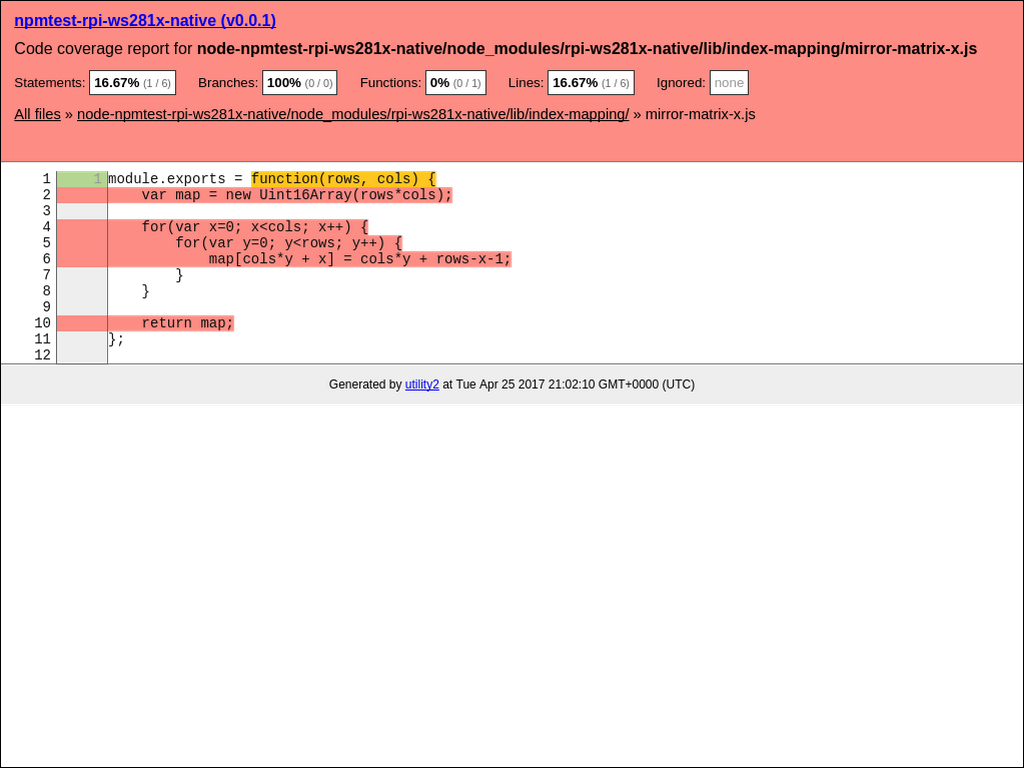 npmtest-rpi-ws281x-native (v0.0.1)
Code coverage report for node-npmtest-rpi-ws281x-native/node_modules/rpi-ws281x-native/lib/index-mapping/mirror-matrix-x.js
Statements: 16.67% (1 / 6) Branches: 100% (0 / 0) Functions: 0% (0 / 1) Lines: 16.67% (1 / 6) Ignored: none
All files » node-npmtest-rpi-ws281x-native/node_modules/rpi-ws281x-native/lib/index-mapping/ » mirror-matrix-x.js
1 1 module.exports = function(rows, cols) {
2     var map = new Uint16Array(rows*cols);
3
4     for(var x=0; x<cols; x++) {
5         for(var y=0; y<rows; y++) {
6             map[cols*y + x] = cols*y + rows-x-1;
7         }
8     }
9
10     return map;
11 };
12
Generated by utility2 at Tue Apr 25 2017 21:02:10 GMT+0000 (UTC)